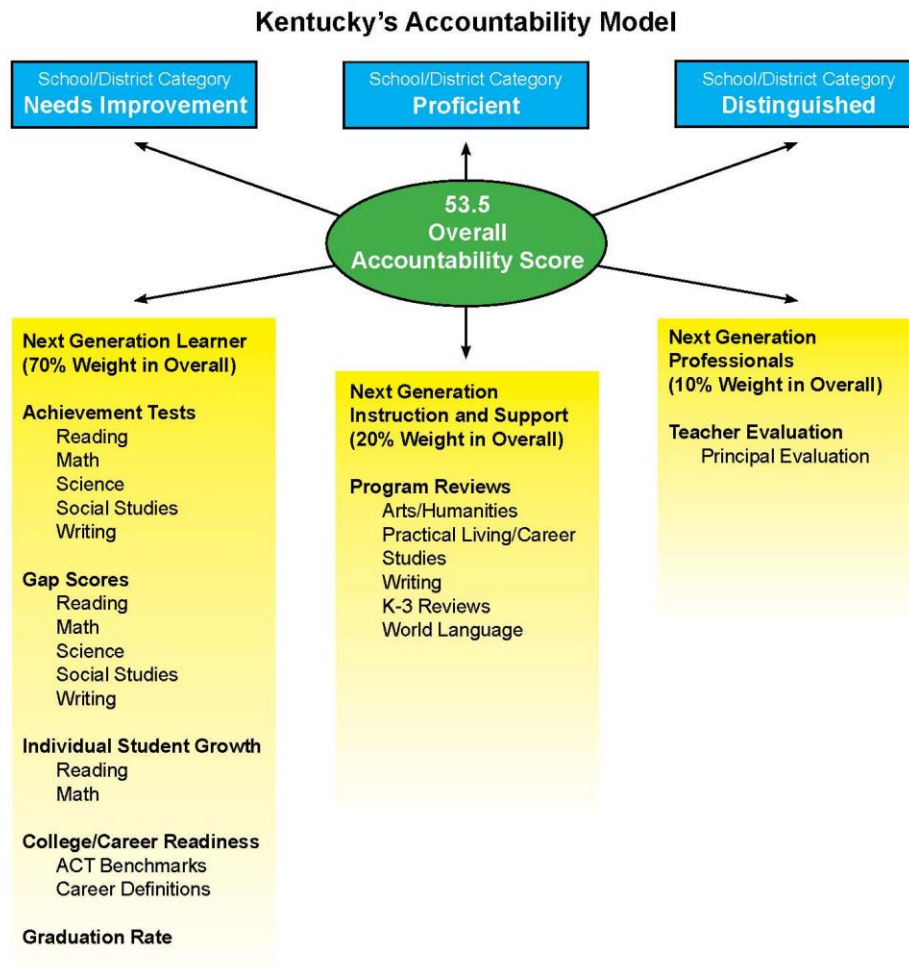 Kentucky's Accountability Model
School/District Category
Needs Improvement
School/District Category
Proficient
School/District Category
Distinguished
53.5
Overall
Accountability Score
Next Generation Learner
(70% Weight in Overall)
Achievement Tests
Reading
Math
Science
Social Studies
Writing
Gap Scores
Reading
Math
Science
Social Studies
Writing
Individual Student Growth
Reading
Math
College/Career Readiness
ACT Benchmarks
Career Definitions
Graduation Rate
Next Generation
Instruction and Support
(20% Weight in Overall)
Program Reviews
Arts/Humanities
Practical Living/Career
Studies
Writing
K-3 Reviews
World Language
Next Generation
Professionals
(10% Weight in Overall)
Teacher Evaluation
Principal Evaluation